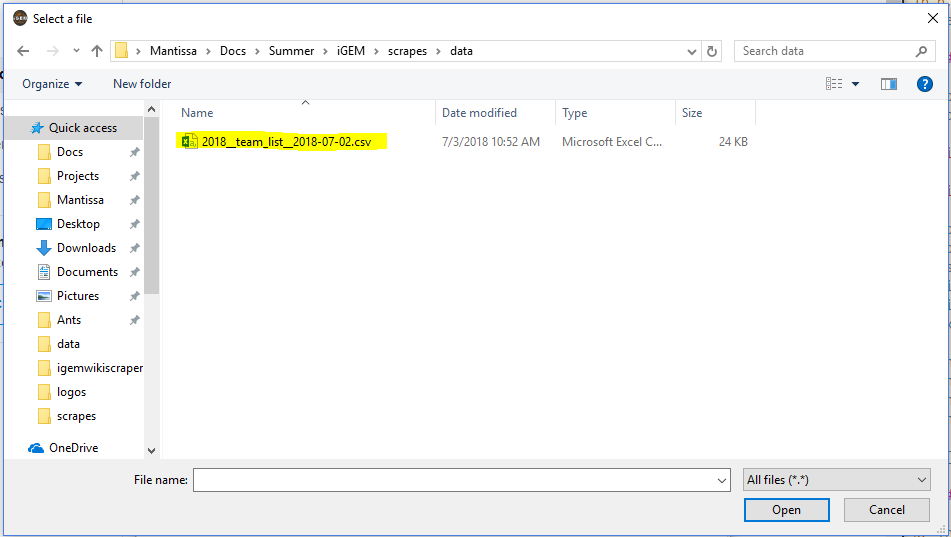 Select a file
Mantissa > Docs > Summer > iGEM > scrapes > data
Search data
Organize New folder
Name Date modified Type Size
Quick access
2018__team_list__2018-07-02.csv 7/3/2018 10:52 AM Microsoft Excel C... 24 KB
Docs
Projects
Mantissa
Desktop
Downloads
Documents
Pictures
Ants
data
igemwikiscraper
logos
scrapes
OneDrive
File name: All files (*.*)
Open Cancel